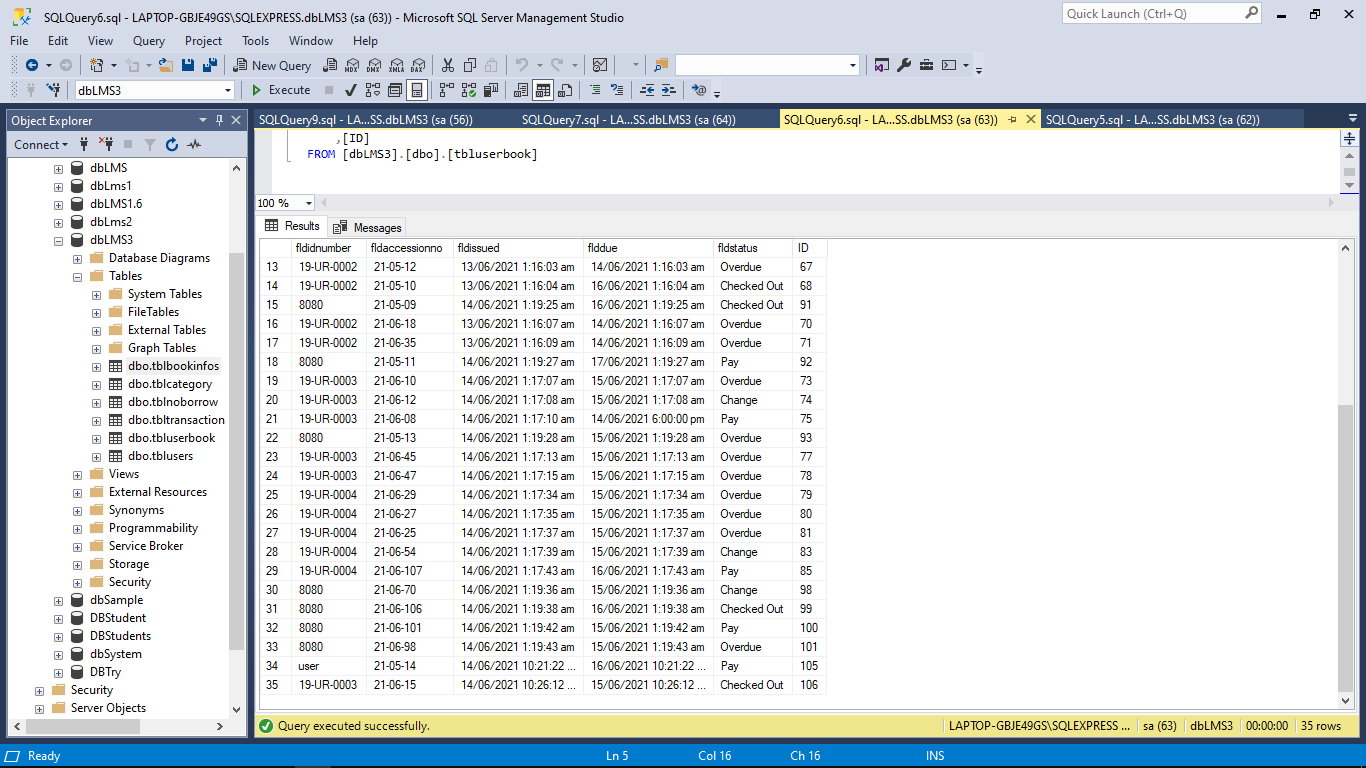 SQLQuery6.sql - LAPTOP-GBJE49GS\SQLEXPRESS.dbLMS3 (sa (63)) - Microsoft SQL Server Management Studio
Quick Launch (Ctrl+Q)
File Edit View Query Project Tools Window Help
New Query MDX DMX XMLA DAX
dbLMS3 Execute
Object Explorer
Connect
dbLMS
dbLms1
dbLMS1.6
dbLms2
dbLMS3
Database Diagrams
Tables
System Tables
FileTables
External Tables
Graph Tables
dbo.tblbookinfos
dbo.tblcategory
dbo.tblnoborrow
dbo.tbltransaction
dbo.tbluserbook
dbo.tblusers
Views
External Resources
Synonyms
Programmability
Service Broker
Storage
Security
dbSample
DBStudent
DBStudents
dbSystem
DBTry
Security
Server Objects
SQLQuery9.sql - LA...SS.dbLMS3 (sa (56)) SQLQuery7.sql - LA...SS.dbLMS3 (sa (64)) SQLQuery6.sql - LA...SS.dbLMS3 (sa (63)) SQLQuery5.sql - LA...SS.dbLMS3 (sa (62))
,[ID]
FROM [dbLMS3].[dbo].[tbluserbook]
100 %
Results Messages
fldidnumber fldaccessionno fldissued flddue fldstatus ID
13 19-UR-0002 21-05-12 13/06/2021 1:16:03 am 14/06/2021 1:16:03 am Overdue 67
14 19-UR-0002 21-05-10 13/06/2021 1:16:04 am 16/06/2021 1:16:04 am Checked Out 68
15 8080 21-05-09 14/06/2021 1:19:25 am 16/06/2021 1:19:25 am Checked Out 91
16 19-UR-0002 21-06-18 13/06/2021 1:16:07 am 14/06/2021 1:16:07 am Overdue 70
17 19-UR-0002 21-06-35 13/06/2021 1:16:09 am 14/06/2021 1:16:09 am Overdue 71
18 8080 21-05-11 14/06/2021 1:19:27 am 17/06/2021 1:19:27 am Pay 92
19 19-UR-0003 21-06-10 14/06/2021 1:17:07 am 15/06/2021 1:17:07 am Overdue 73
20 19-UR-0003 21-06-12 14/06/2021 1:17:08 am 15/06/2021 1:17:08 am Change 74
21 19-UR-0003 21-06-08 14/06/2021 1:17:10 am 14/06/2021 6:00:00 pm Pay 75
22 8080 21-05-13 14/06/2021 1:19:28 am 15/06/2021 1:19:28 am Overdue 93
23 19-UR-0003 21-06-45 14/06/2021 1:17:13 am 15/06/2021 1:17:13 am Overdue 77
24 19-UR-0003 21-06-47 14/06/2021 1:17:15 am 15/06/2021 1:17:15 am Overdue 78
25 19-UR-0004 21-06-29 14/06/2021 1:17:34 am 15/06/2021 1:17:34 am Overdue 79
26 19-UR-0004 21-06-27 14/06/2021 1:17:35 am 15/06/2021 1:17:35 am Overdue 80
27 19-UR-0004 21-06-25 14/06/2021 1:17:37 am 15/06/2021 1:17:37 am Overdue 81
28 19-UR-0004 21-06-54 14/06/2021 1:17:39 am 15/06/2021 1:17:39 am Change 83
29 19-UR-0004 21-06-107 14/06/2021 1:17:43 am 16/06/2021 1:17:43 am Pay 85
30 8080 21-06-70 14/06/2021 1:19:36 am 15/06/2021 1:19:36 am Change 98
31 8080 21-06-106 14/06/2021 1:19:38 am 16/06/2021 1:19:38 am Checked Out 99
32 8080 21-06-101 14/06/2021 1:19:42 am 15/06/2021 1:19:42 am Pay 100
33 8080 21-06-98 14/06/2021 1:19:43 am 15/06/2021 1:19:43 am Overdue 101
34 user 21-05-14 14/06/2021 10:21:22 ... 16/06/2021 10:21:22 ... Pay 105
35 19-UR-0003 21-06-15 14/06/2021 10:26:12 ... 15/06/2021 10:26:12 ... Checked Out 106
Query executed successfully. LAPTOP-GBJE49GS\SQLEXPRESS ... sa (63) dbLMS3 00:00:00 35 rows
Ready Ln 5 Col 16 Ch 16 INS